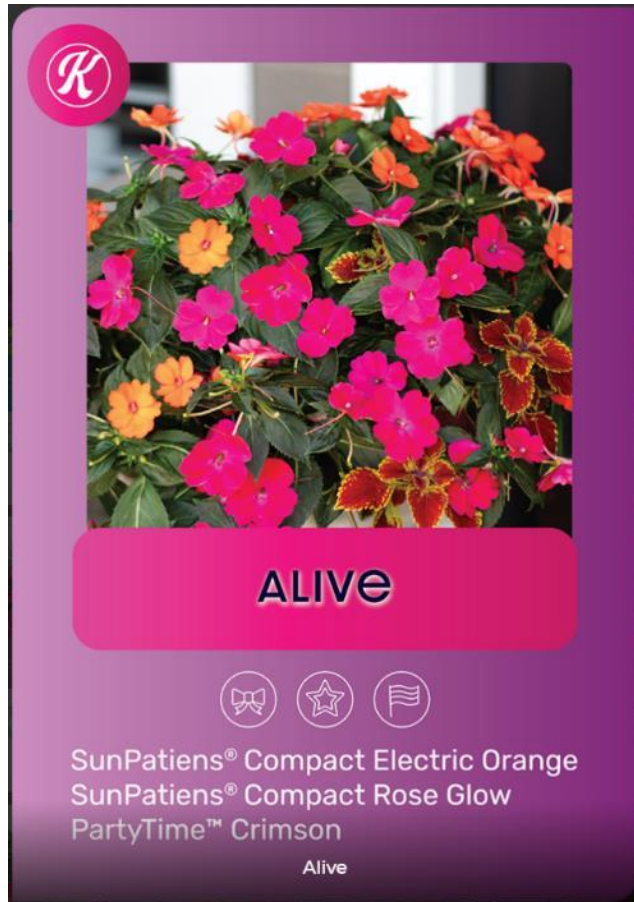 K
ALIVE
SunPatiens® Compact Electric Orange
SunPatiens® Compact Rose Glow
PartyTime™ Crimson
Alive